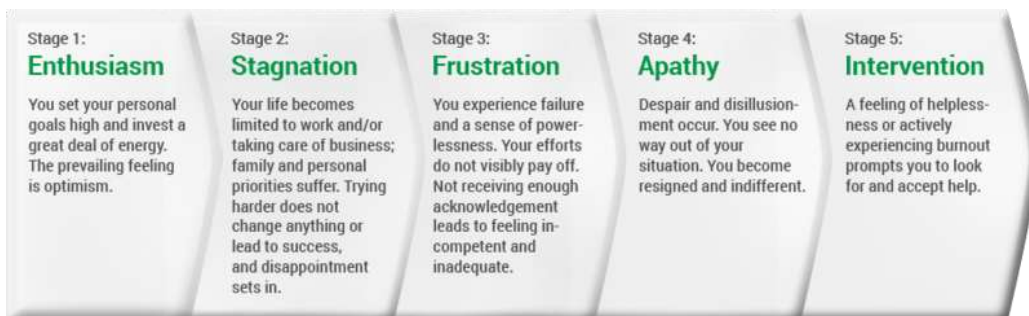 Stage 1:
Enthusiasm
You set your personal
goals high and invest a
great deal of energy.
The prevailing feeling
is optimism.
Stage 2:
Stagnation
Your life becomes
limited to work and/or
taking care of business;
family and personal
priorities suffer. Trying
harder does not
change anything or
lead to success,
and disappointment
sets in.
Stage 3:
Frustration
You experience failure
and a sense of power-
lessness. Your efforts
do not visibly pay off.
Not receiving enough
acknowledgement
leads to feeling in-
competent and
inadequate.
Stage 4:
Apathy
Despair and disillusion-
ment occur. You see no
way out of your
situation. You become
resigned and indifferent.
Stage 5:
Intervention
A feeling of helpless-
ness or actively
experiencing burnout
prompts you to look
for and accept help.